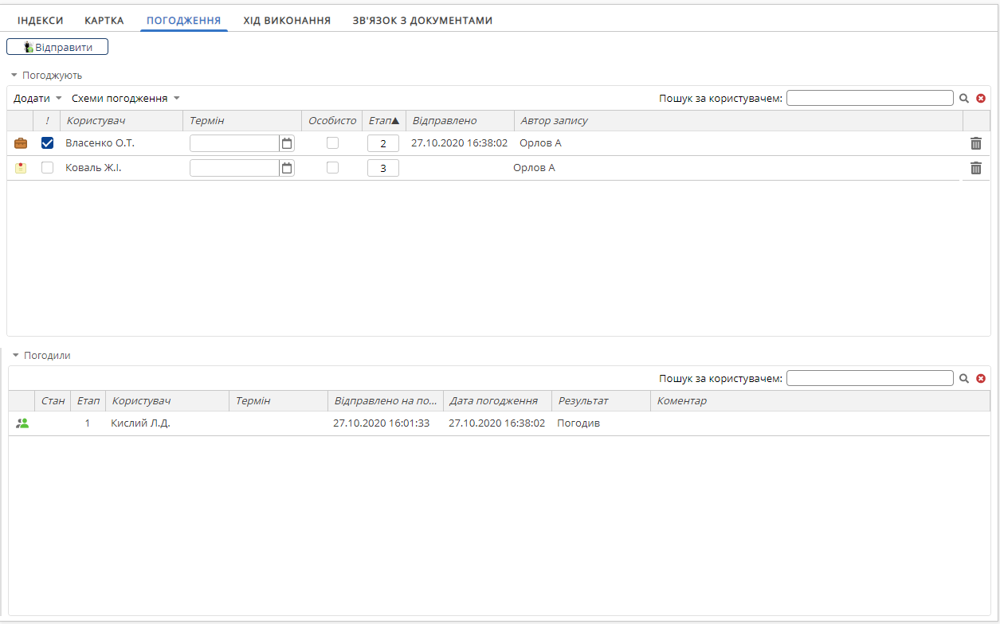 ІНДЕКСИ КАРТКА ПОГОДЖЕННЯ ХІД ВИКОНАННЯ ЗВ'ЯЗОК З ДОКУМЕНТАМИ
Відправити
Погоджують
Додати Схеми погодження Пошук за користувачем:
! Користувач Термін Особисто Етап▲ Відправлено Автор запису
Власенко О.Т. 2 27.10.2020 16:38:02 Орлов А
Коваль Ж.І. 3 Орлов А
Погодили
Пошук за користувачем:
Стан Етап Користувач Термін Відправлено на по... Дата погодження Результат Коментар
1 Кислий Л.Д. 27.10.2020 16:01:33 27.10.2020 16:38:02 Погодив